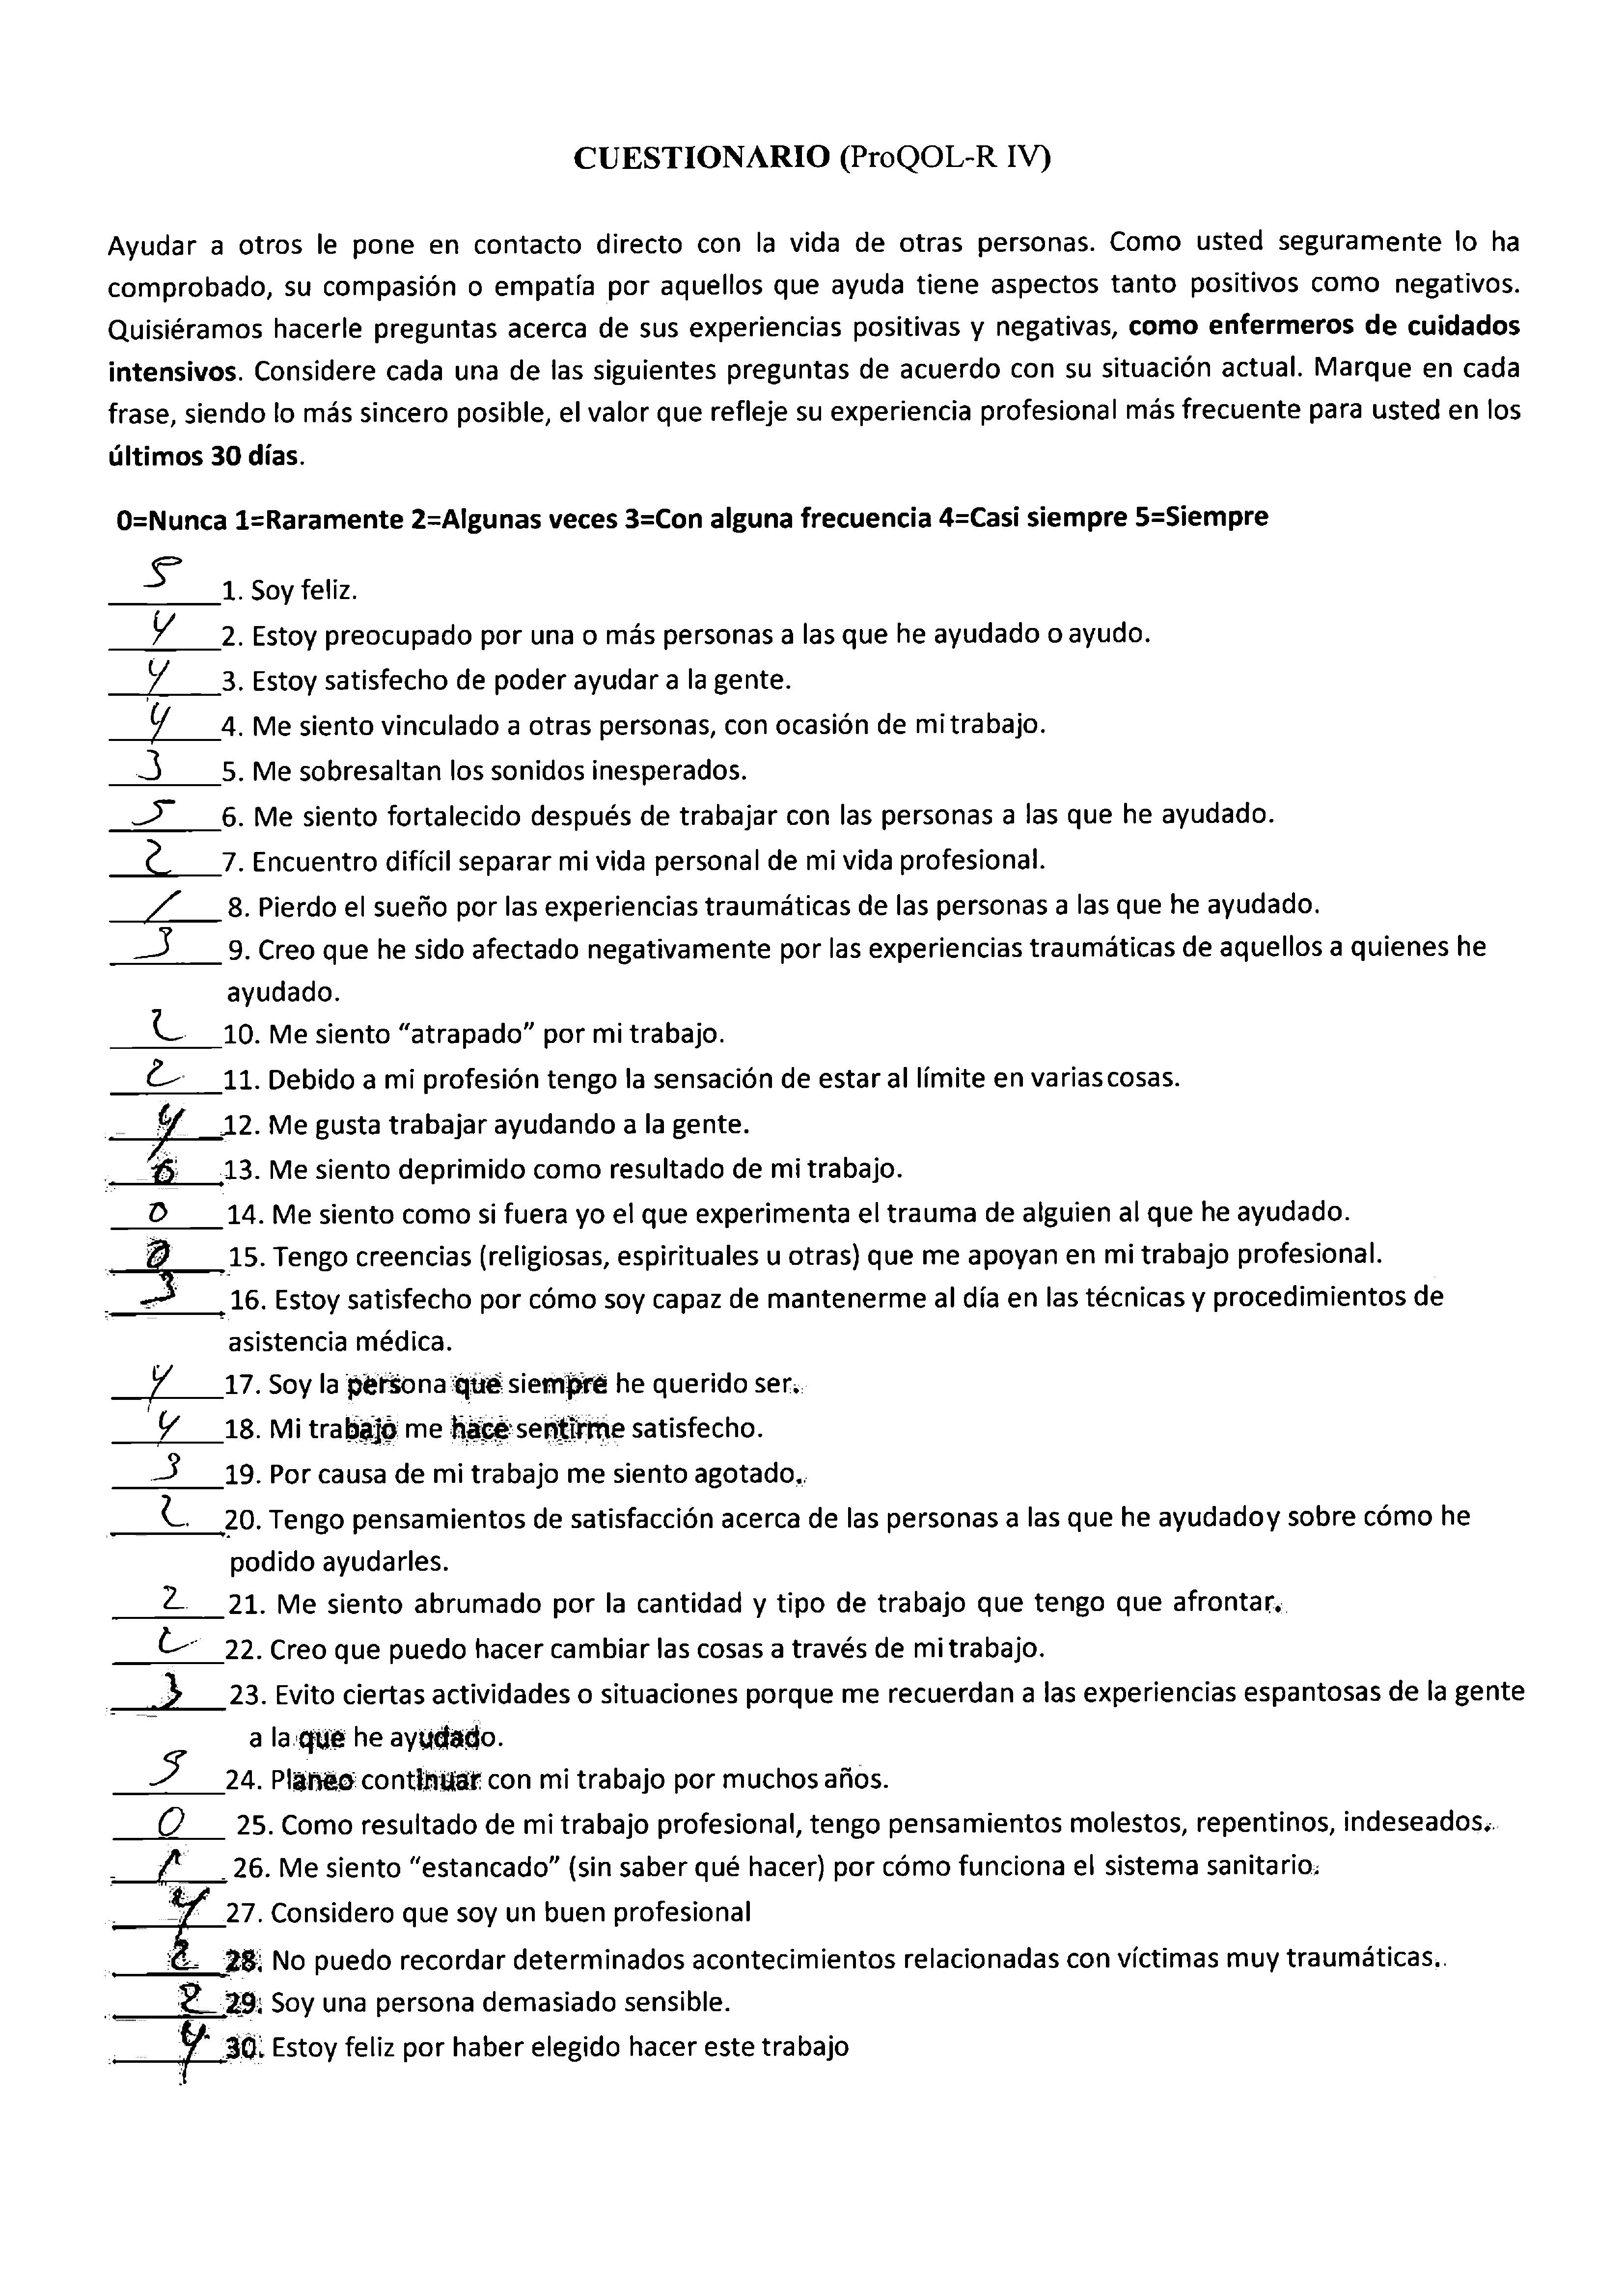 CUESTIONARIO (ProQOL-R IV)
Ayudar a otros le pone en contacto directo con la vida de otras personas. Como usted seguramente lo ha
comprobado, su compasión o empatía por aquellos que ayuda tiene aspectos tanto positivos como negativos.
Quisiéramos hacerle preguntas acerca de sus experiencias positivas y negativas, como enfermeros de cuidados
intensivos. Considere cada una de las siguientes preguntas de acuerdo con su situación actual. Marque en cada
frase, siendo lo más sincero posible, el valor que refleje su experiencia profesional más frecuente para usted en los
últimos 30 días.
0=Nunca 1=Raramente 2=Algunas veces 3=Con alguna frecuencia 4=Casi siempre 5=Siempre
5 1. Soy feliz.
4 2. Estoy preocupado por una o más personas a las que he ayudado o ayudo.
4 3. Estoy satisfecho de poder ayudar a la gente.
4 4. Me siento vinculado a otras personas, con ocasión de mi trabajo.
3 5. Me sobresaltan los sonidos inesperados.
5 6. Me siento fortalecido después de trabajar con las personas a las que he ayudado.
2 7. Encuentro difícil separar mi vida personal de mi vida profesional.
1 8. Pierdo el sueño por las experiencias traumáticas de las personas a las que he ayudado.
3 9. Creo que he sido afectado negativamente por las experiencias traumáticas de aquellos a quienes he
ayudado.
2 10. Me siento "atrapado" por mi trabajo.
2 11. Debido a mi profesión tengo la sensación de estar al límite en varias cosas.
4 12. Me gusta trabajar ayudando a la gente.
0 13. Me siento deprimido como resultado de mi trabajo.
0 14. Me siento como si fuera yo el que experimenta el trauma de alguien al que he ayudado.
0 15. Tengo creencias (religiosas, espirituales u otras) que me apoyan en mi trabajo profesional.
3 16. Estoy satisfecho por cómo soy capaz de mantenerme al día en las técnicas y procedimientos de
asistencia médica.
4 17. Soy la persona que siempre he querido ser.
4 18. Mi trabajo me hace sentirme satisfecho.
3 19. Por causa de mi trabajo me siento agotado.
2 20. Tengo pensamientos de satisfacción acerca de las personas a las que he ayudado y sobre cómo he
podido ayudarles.
2 21. Me siento abrumado por la cantidad y tipo de trabajo que tengo que afrontar.
2 22. Creo que puedo hacer cambiar las cosas a través de mi trabajo.
3 23. Evito ciertas actividades o situaciones porque me recuerdan a las experiencias espantosas de la gente
a la que he ayudado.
5 24. Planeo continuar con mi trabajo por muchos años.
0 25. Como resultado de mi trabajo profesional, tengo pensamientos molestos, repentinos, indeseados.
1 26. Me siento "estancado" (sin saber qué hacer) por cómo funciona el sistema sanitario.
4 27. Considero que soy un buen profesional
2 28. No puedo recordar determinados acontecimientos relacionadas con víctimas muy traumáticas..
2 29. Soy una persona demasiado sensible.
4 30. Estoy feliz por haber elegido hacer este trabajo